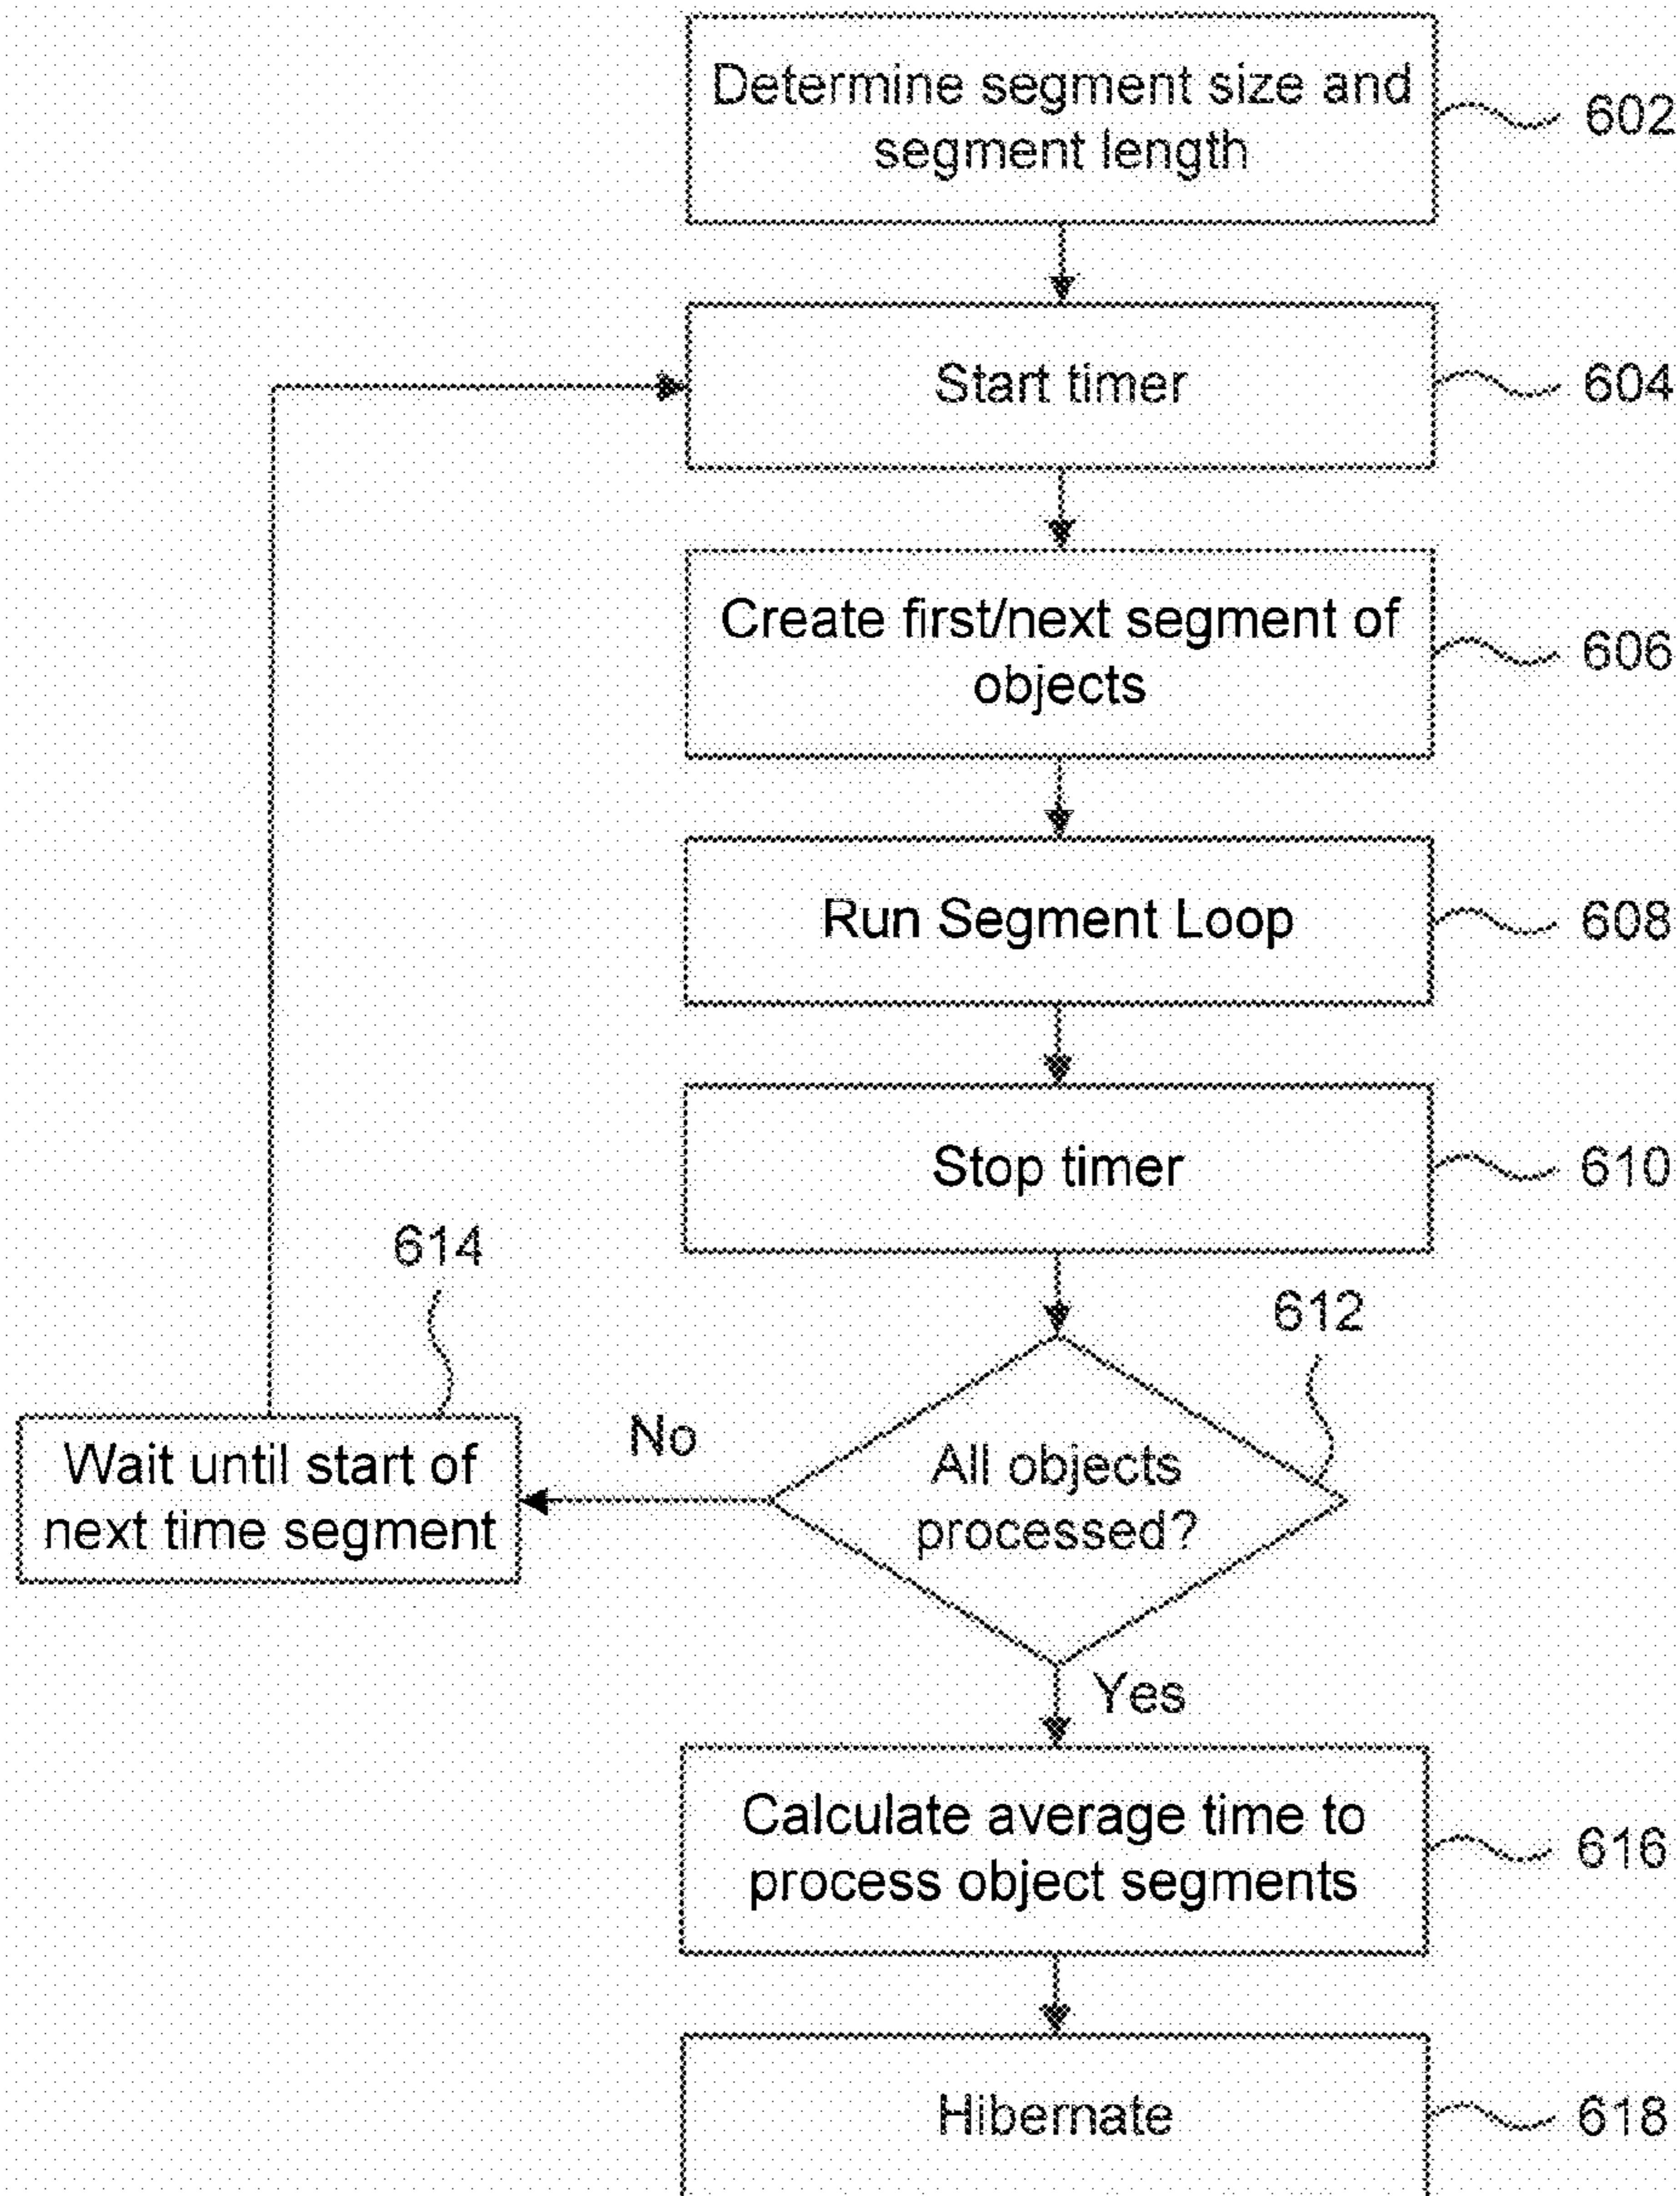 Determine segment size and
segment length
602
Start timer
604
Create first/next segment of
objects
606
Run Segment Loop
608
Stop timer
610
614
612
Wait until start of
next time segment
No
All objects
processed?
Yes
Calculate average time to
process object segments
616
Hibernate
618